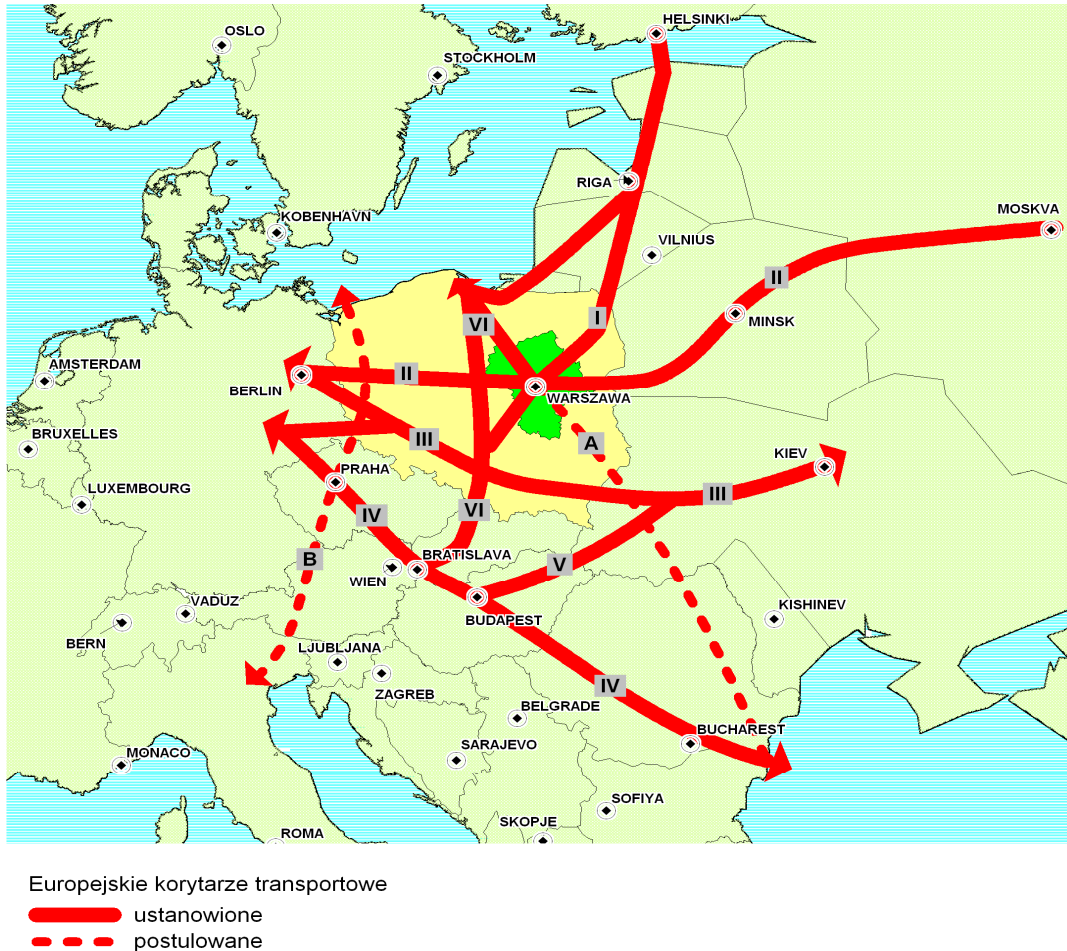 HELSINKI
OSLO
STOCKHOLM
RIGA
MOSKVA
KOBENHAVN
VILNIUS
II
MINSK
VI
I
AMSTERDAM
BERLIN
II
WARSZAWA
BRUXELLES
III
A
KIEV
PRAHA
LUXEMBOURG
III
IV
VI
B
BRATISLAVA
V
WIEN
VADUZ
KISHINEV
BUDAPEST
BERN
LJUBLJANA
IV
ZAGREB
BELGRADE
BUCHAREST
MONACO
SARAJEVO
SOFIYA
SKOPJE
ROMA
Europejskie korytarze transportowe
ustanowione
postulowane